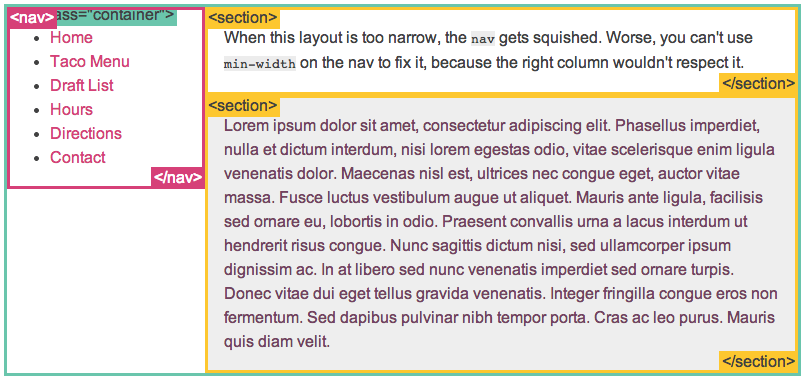 <nav>
ass="container">
Home
Taco Menu
Draft List
Hours
Directions
Contact
</nav>
<section>
When this layout is too narrow, the nav gets squished. Worse, you can't use
min-width on the nav to fix it, because the right column wouldn't respect it.
</section>
<section>
Lorem ipsum dolor sit amet, consectetur adipiscing elit. Phasellus imperdiet,
nulla et dictum interdum, nisi lorem egestas odio, vitae scelerisque enim ligula
venenatis dolor. Maecenas nisl est, ultrices nec congue eget, auctor vitae
massa. Fusce luctus vestibulum augue ut aliquet. Mauris ante ligula, facilisis
sed ornare eu, lobortis in odio. Praesent convallis urna a lacus interdum ut
hendrerit risus congue. Nunc sagittis dictum nisi, sed ullamcorper ipsum
dignissim ac. In at libero sed nunc venenatis imperdiet sed ornare turpis.
Donec vitae dui eget tellus gravida venenatis. Integer fringilla congue eros non
fermentum. Sed dapibus pulvinar nibh tempor porta. Cras ac leo purus. Mauris
quis diam velit.
</section>